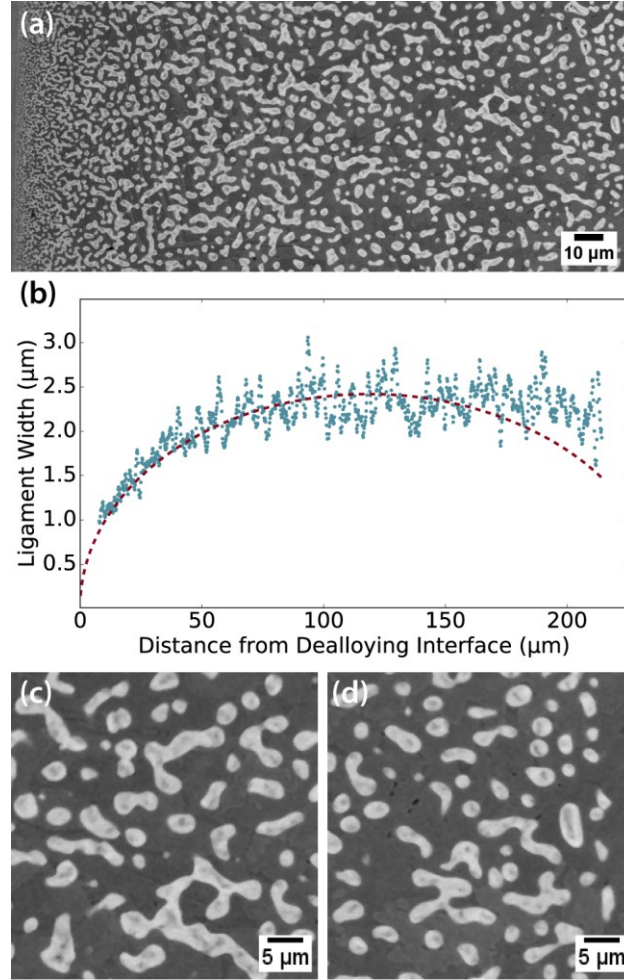 (a)
10 µm
(b)
Ligament Width (µm)
3.0
2.5
2.0
1.5
1.0
0.5
0
50
100
150
200
Distance from Dealloying Interface (µm)
(c)
5 µm
(d)
5 µm